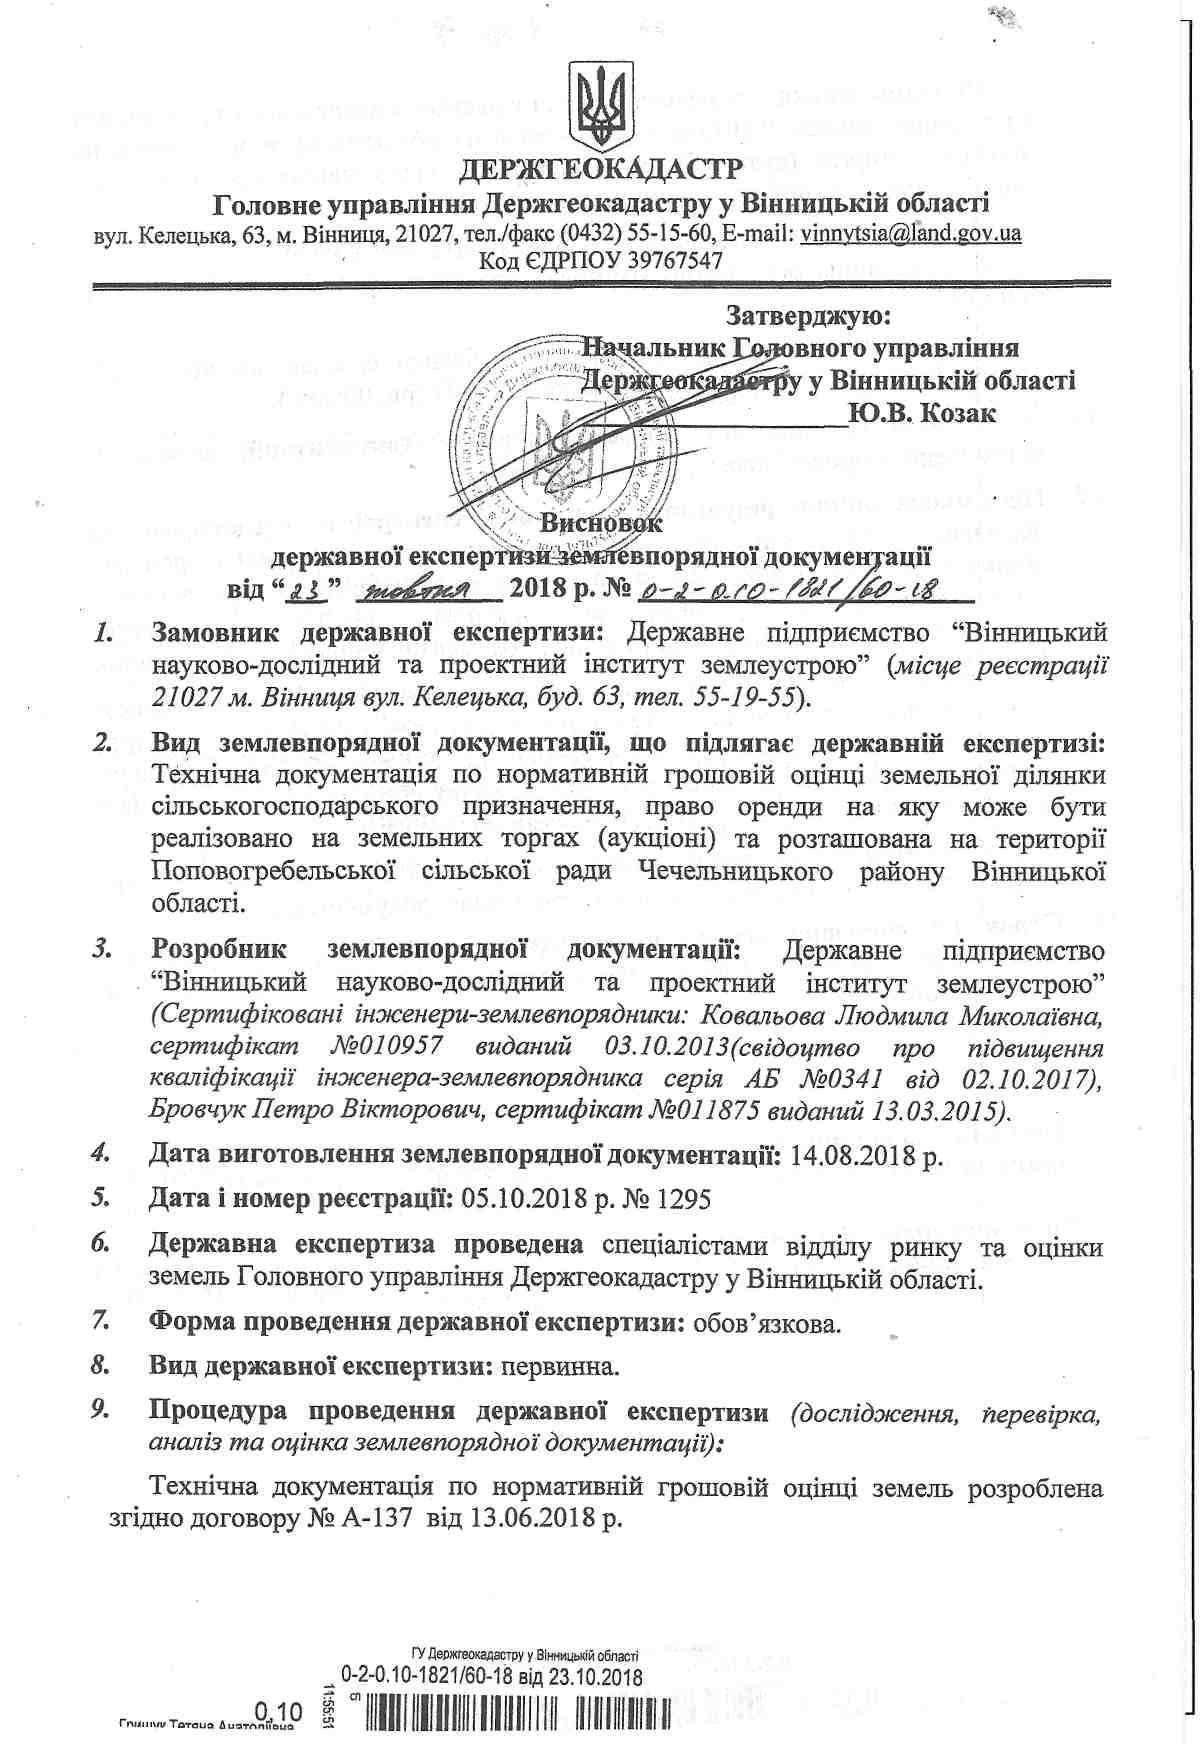 ДЕРЖГЕОКАДАСТР
Головне управління Держгеокадастру у Вінницькій області
вул. Келецька, 63, м. Вінниця, 21027, тел./факс (0432) 55-15-60, E-mail: vinnytsia@land.gov.ua
Код ЄДРПОУ 39767547
Затверджую:
Начальник Головного управління
Держгеокадастру у Вінницькій області
Ю.В. Козак
Висновок
державної експертизи землевпорядної документації
від “23” жовтня 2018 р. № 0-2-0.10-1821/60-18
1. Замовник державної експертизи: Державне підприємство “Вінницький
науково-дослідний та проектний інститут землеустрою” (місце реєстрації
21027 м. Вінниця вул. Келецька, буд. 63, тел. 55-19-55).
2. Вид землевпорядної документації, що підлягає державній експертизі:
Технічна документація по нормативній грошовій оцінці земельної ділянки
сільськогосподарського призначення, право оренди на яку може бути
реалізовано на земельних торгах (аукціоні) та розташована на території
Поповогребельської сільської ради Чечельницького району Вінницької
області.
3. Розробник землевпорядної документації: Державне підприємство
“Вінницький науково-дослідний та проектний інститут землеустрою”
(Сертифіковані інженери-землевпорядники: Ковальова Людмила Миколаївна,
сертифікат №010957 виданий 03.10.2013(свідоцтво про підвищення
кваліфікації інженера-землевпорядника серія АБ №0341 від 02.10.2017),
Бровчук Петро Вікторович, сертифікат №011875 виданий 13.03.2015).
4. Дата виготовлення землевпорядної документації: 14.08.2018 р.
5. Дата і номер реєстрації: 05.10.2018 р. № 1295
6. Державна експертиза проведена спеціалістами відділу ринку та оцінки
земель Головного управління Держгеокадастру у Вінницькій області.
7. Форма проведення державної експертизи: обов’язкова.
8. Вид державної експертизи: первинна.
9. Процедура проведення державної експертизи (дослідження, перевірка,
аналіз та оцінка землевпорядної документації):
Технічна документація по нормативній грошовій оцінці земель розроблена
згідно договору № А-137 від 13.06.2018 р.
ГУ Держгеокадастру у Вінницькій області
0-2-0.10-1821/60-18 від 23.10.2018
СП
11:55:51
0,10